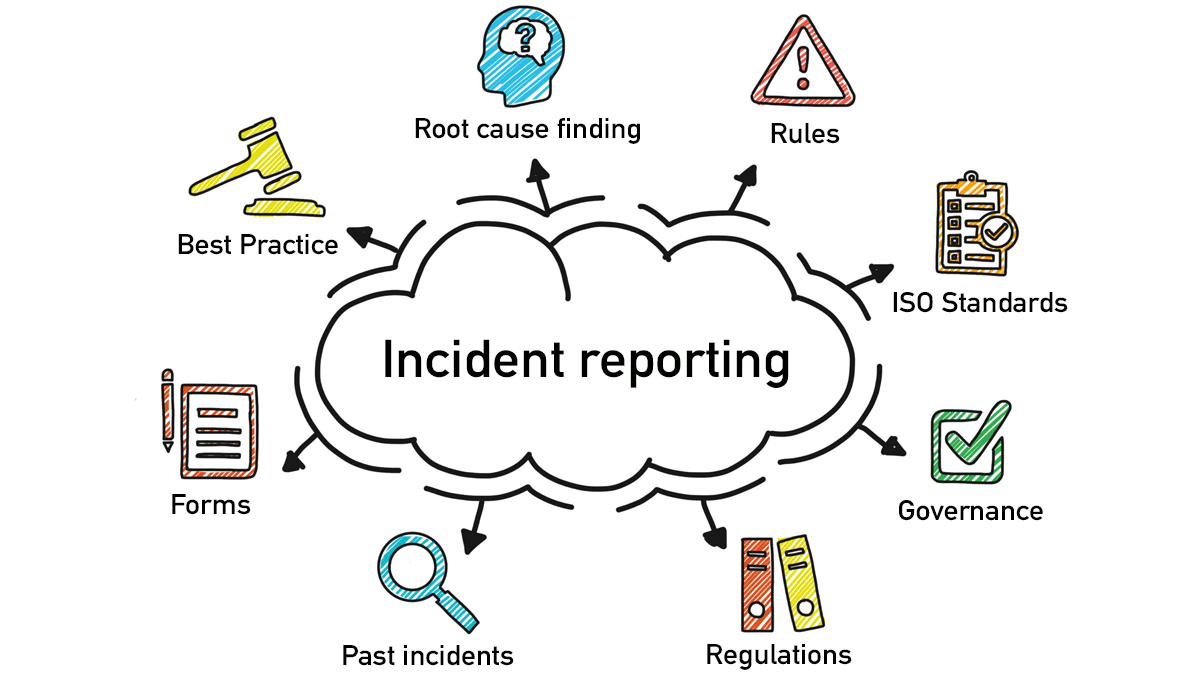 Root cause finding
Rules
Best Practice
ISO Standards
Incident reporting
Forms
Governance
Past incidents
Regulations